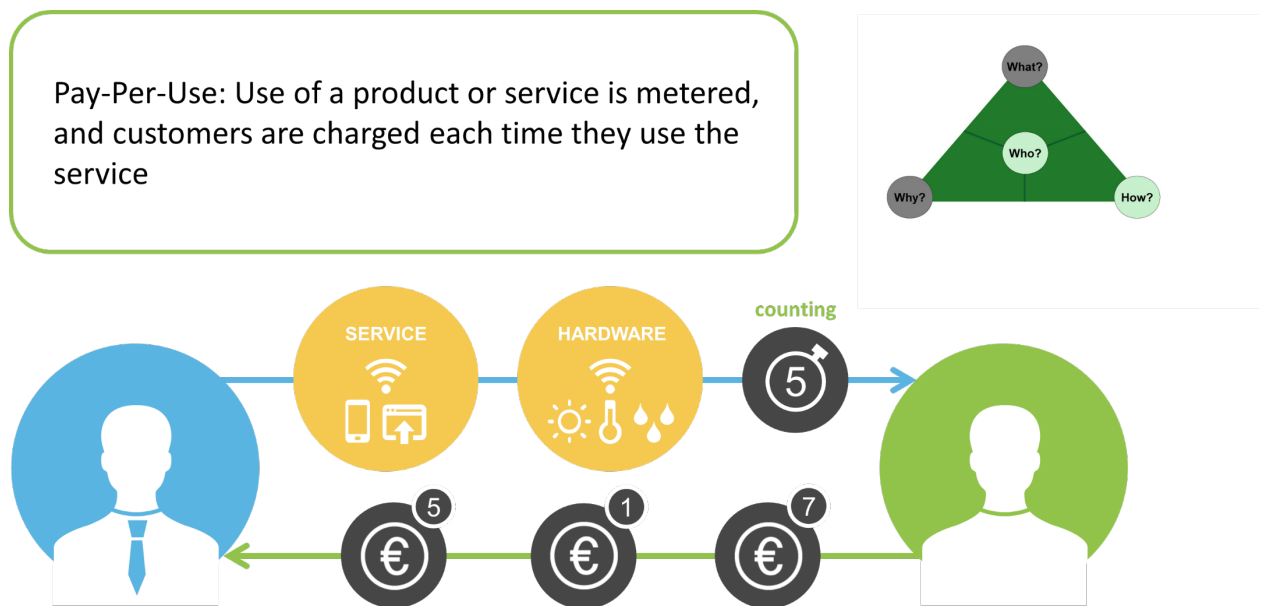 Pay-Per-Use: Use of a product or service is metered,
and customers are charged each time they use the
service
What?
Who?
Why?
How?
counting
SERVICE
HARDWARE
5
5
1
7
€
€
€